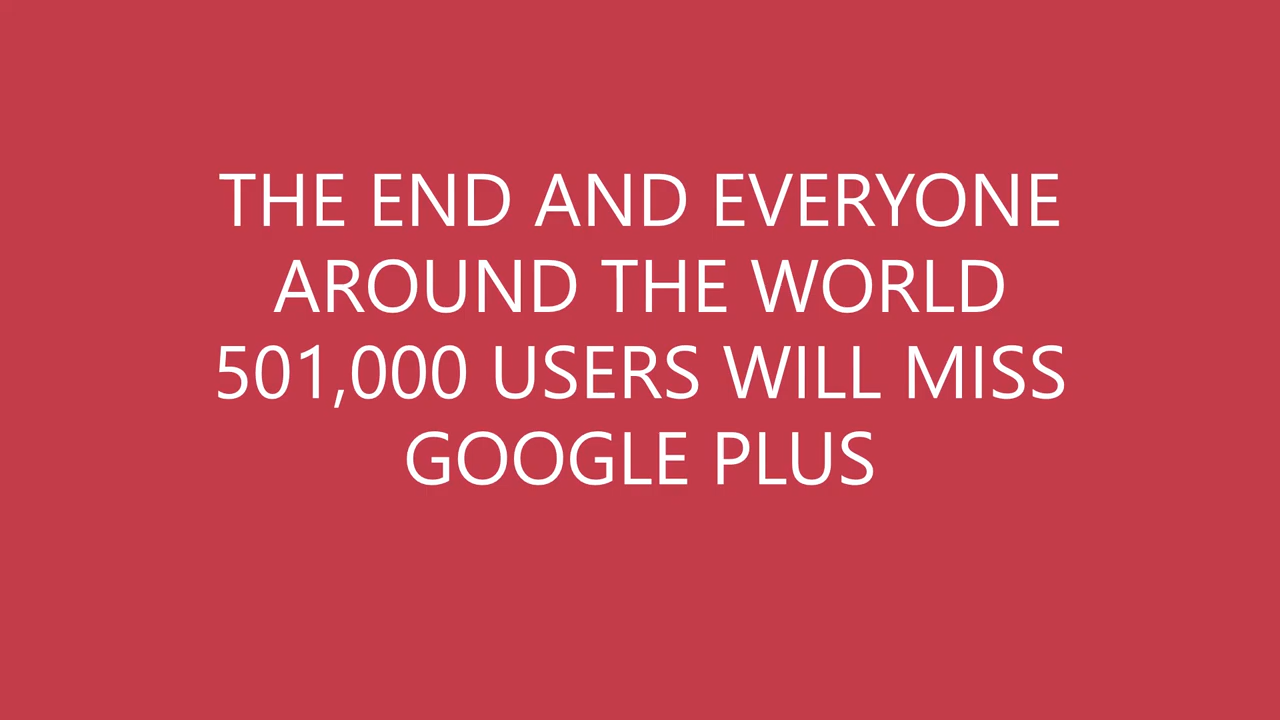 THE END AND EVERYONE
AROUND THE WORLD
501,000 USERS WILL MISS
GOOGLE PLUS